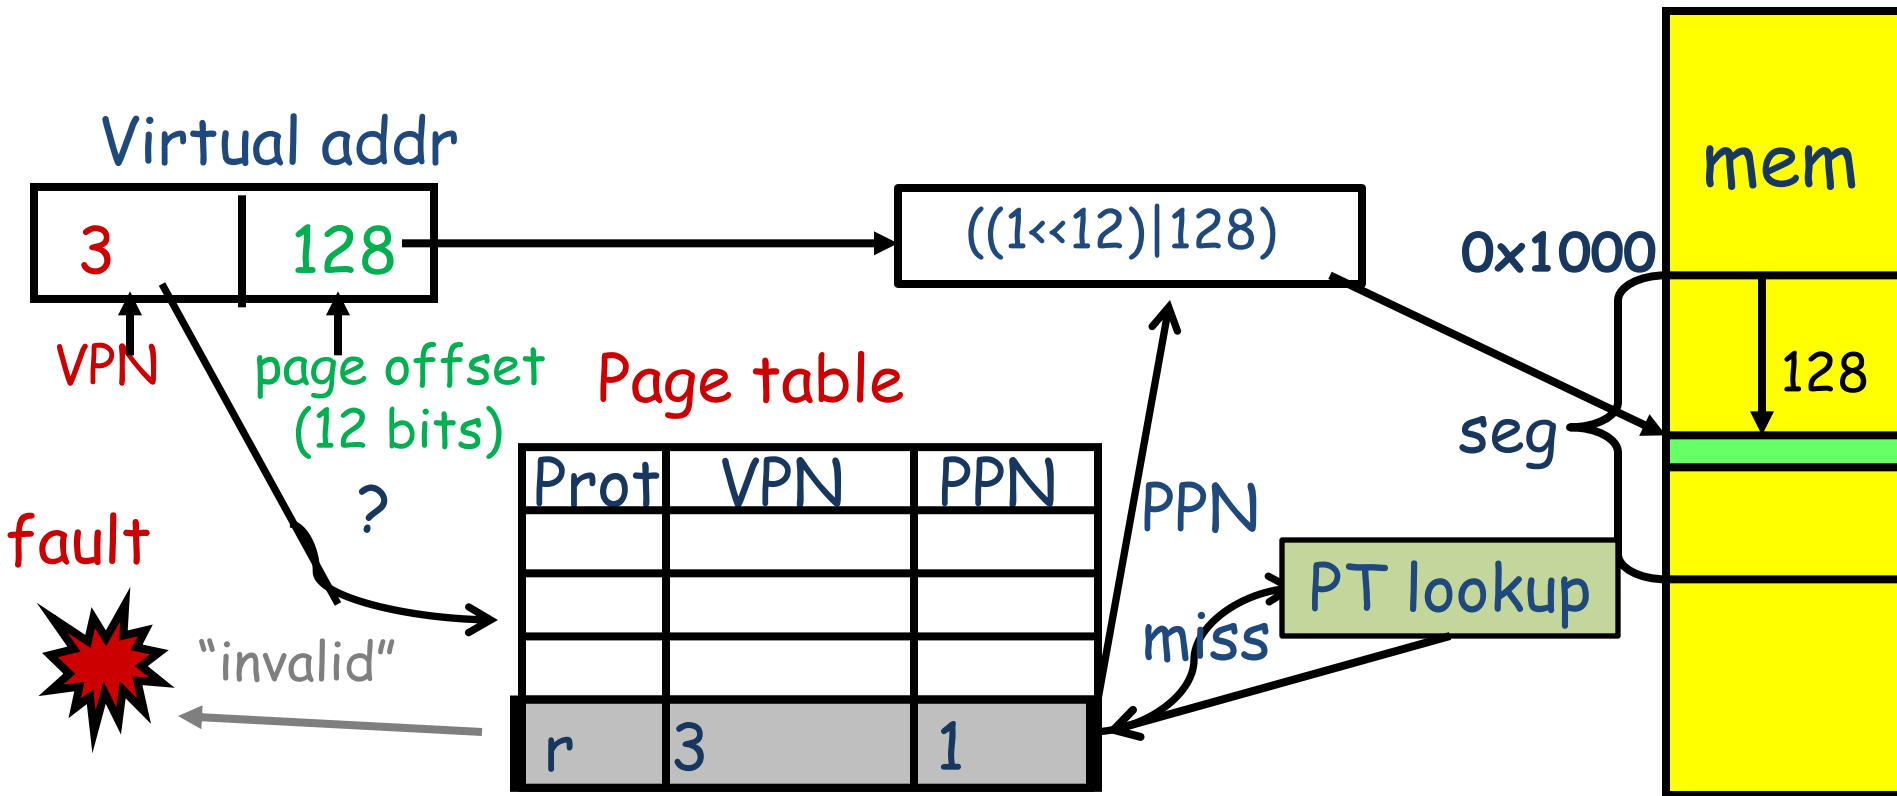 Virtual addr
3 128
VPN
page offset
(12 bits)
?
fault
"invalid"
Page table
Prot VPN PPN
r 3 1
((1<<12)|128)
PPN
miss
PT lookup
mem
0x1000
128
seg